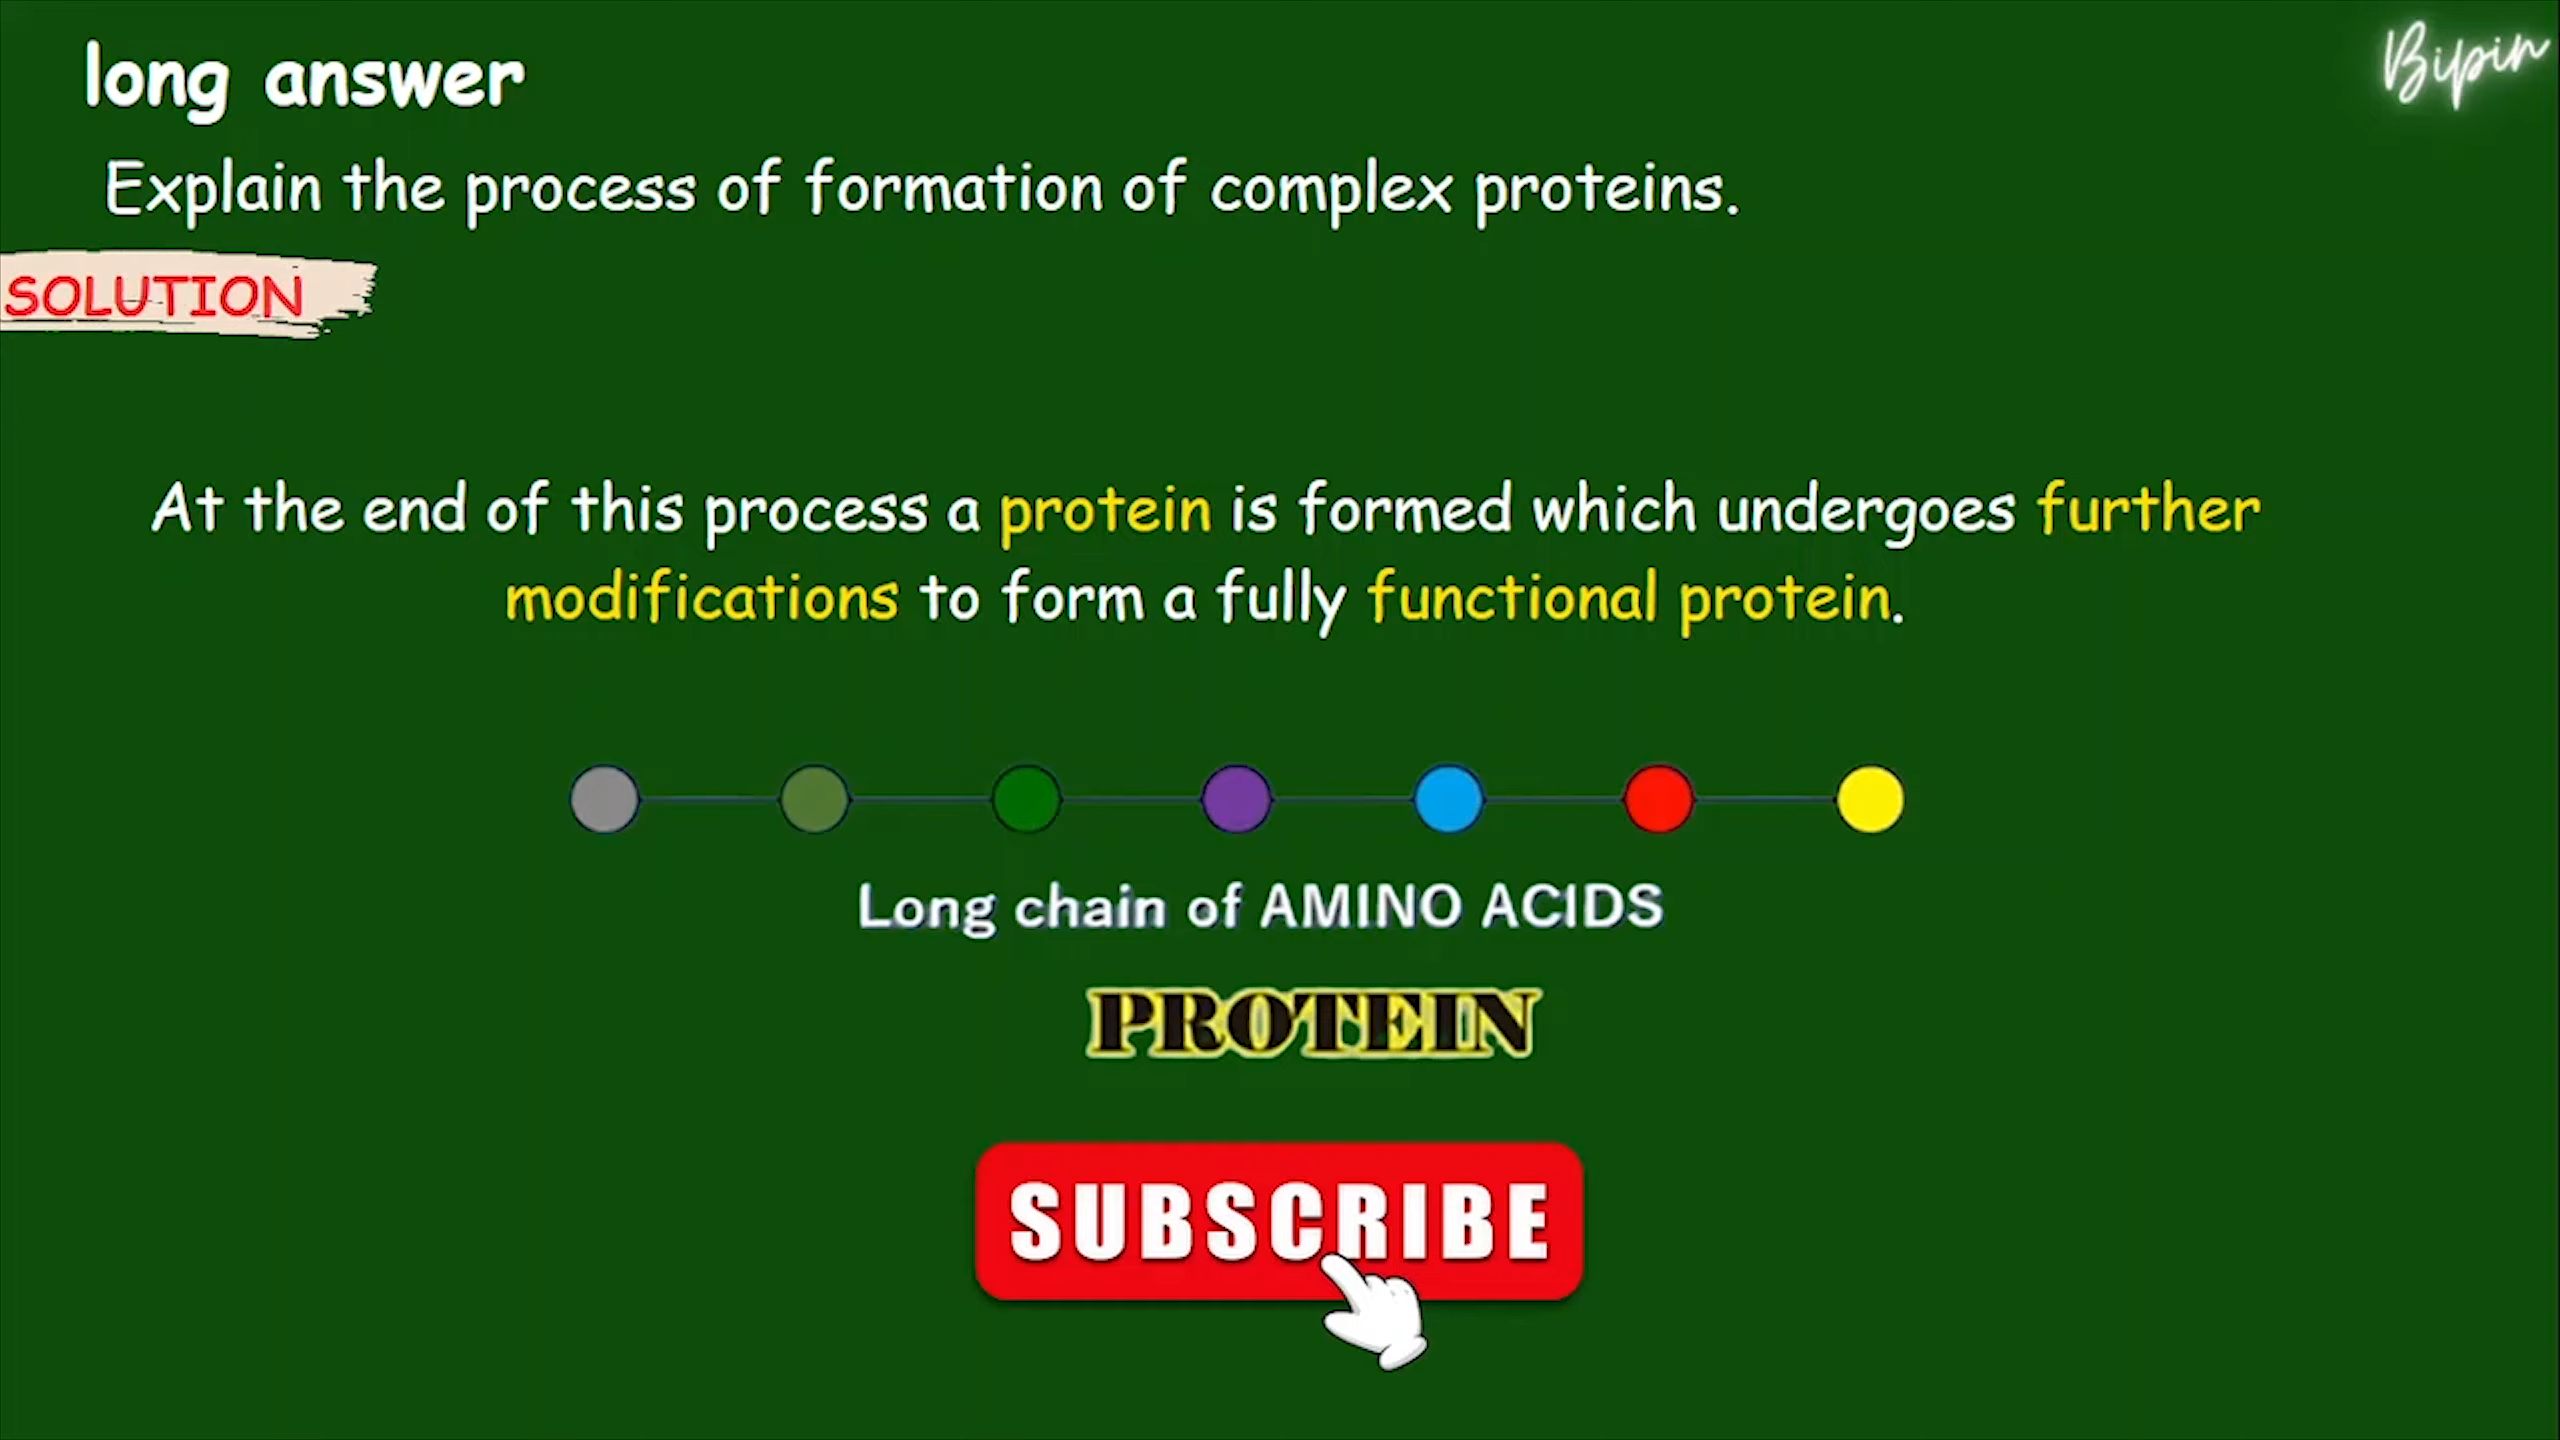 long answer
Bipin
Explain the process of formation of complex proteins.
SOLUTION
At the end of this process a protein is formed which undergoes further
modifications to form a fully functional protein.
Long chain of AMINO ACIDS
PROTEIN
SUBSCRIBE